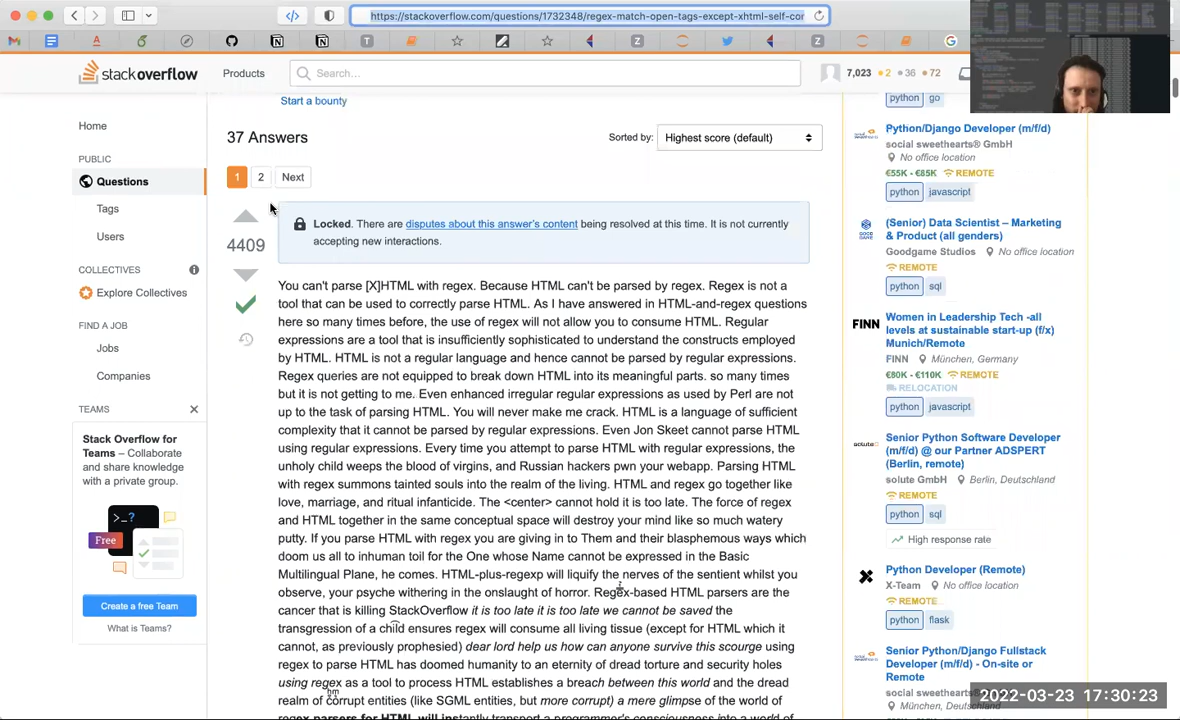 https://stackoverflow.com/questions/1732348/regex-match-open-tags-except-xhtml-self-cor
stackoverflow
Products
Search...
7,023
2
36
72
Start a bounty
37 Answers
Sorted by:
Highest score (default)
1
2
Next
Home
PUBLIC
Questions
Tags
Users
COLLECTIVES
Explore Collectives
FIND A JOB
Jobs
Companies
TEAMS
Stack Overflow for
Teams – Collaborate
and share knowledge
with a private group.
>_?
Free
Create a free Team
What is Teams?
4409
Locked. There are disputes about this answer's content being resolved at this time. It is not currently
accepting new interactions.
You can't parse [X]HTML with regex. Because HTML can't be parsed by regex. Regex is not a
tool that can be used to correctly parse HTML. As I have answered in HTML-and-regex questions
here so many times before, the use of regex will not allow you to consume HTML. Regular
expressions are a tool that is insufficiently sophisticated to understand the constructs employed
by HTML. HTML is not a regular language and hence cannot be parsed by regular expressions.
Regex queries are not equipped to break down HTML into its meaningful parts. so many times
but it is not getting to me. Even enhanced irregular regular expressions as used by Perl are not
up to the task of parsing HTML. You will never make me crack. HTML is a language of sufficient
complexity that it cannot be parsed by regular expressions. Even Jon Skeet cannot parse HTML
using regular expressions. Every time you attempt to parse HTML with regular expressions, the
unholy child weeps the blood of virgins, and Russian hackers pwn your webapp. Parsing HTML
with regex summons tainted souls into the realm of the living. HTML and regex go together like
love, marriage, and ritual infanticide. The <center> cannot hold it is too late. The force of regex
and HTML together in the same conceptual space will destroy your mind like so much watery
putty. If you parse HTML with regex you are giving in to Them and their blasphemous ways which
doom us all to inhuman toil for the One whose Name cannot be expressed in the Basic
Multilingual Plane, he comes. HTML-plus-regexp will liquify the nerves of the sentient whilst you
observe, your psyche withering in the onslaught of horror. Regex-based HTML parsers are the
cancer that is killing StackOverflow it is too late it is too late we cannot be saved the
transgression of a child ensures regex will consume all living tissue (except for HTML which it
cannot, as previously prophesied) dear lord help us how can anyone survive this scourge using
regex to parse HTML has doomed humanity to an eternity of dread torture and security holes
using regex as a tool to process HTML establishes a breach between this world and the dread
realm of corrupt entities (like SGML entities, but more corrupt) a mere glimpse of the world of
regex parsers for HTML will instantly transport a programmer's consciousness into a world of
python
go
Python/Django Developer (m/f/d)
social sweethearts® GmbH
No office location
€55K - €85K
REMOTE
python
javascript
(Senior) Data Scientist – Marketing
& Product (all genders)
Goodgame Studios
No office location
REMOTE
python
sql
FINN
Women in Leadership Tech -all
levels at sustainable start-up (f/x)
Munich/Remote
FINN
München, Germany
€80K - €110K
REMOTE
RELOCATION
python
javascript
Senior Python Software Developer
(m/f/d) @ our Partner ADSPERT
(Berlin, remote)
solute GmbH
Berlin, Deutschland
REMOTE
python
sql
High response rate
Python Developer (Remote)
X-Team
No office location
REMOTE
python
flask
Senior Python/Django Fullstack
Developer (m/f/d) - On-site or
Remote
social sweethearts®
München,
2022-03-23 17:30:23